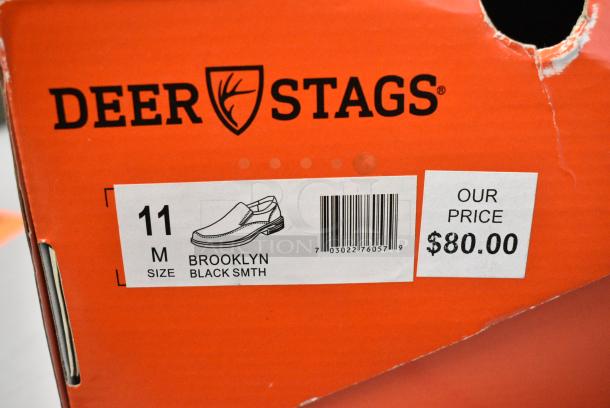 DEER STAGS®
11
M
SIZE
BROOKLYN
BLACK SMTH
7 03022 76057 9
OUR
PRICE
$80.00